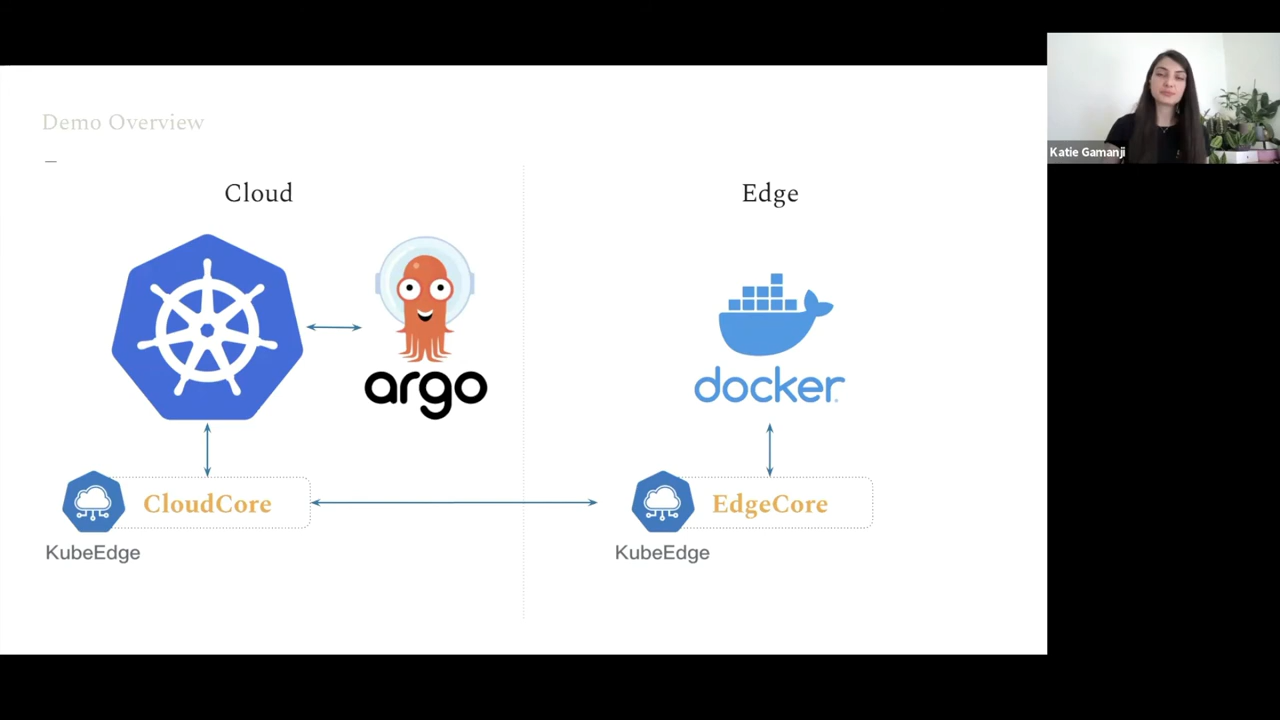 Demo Overview
Cloud
Edge
argo
docker
CloudCore
EdgeCore
KubeEdge
KubeEdge
Katie Gamanji